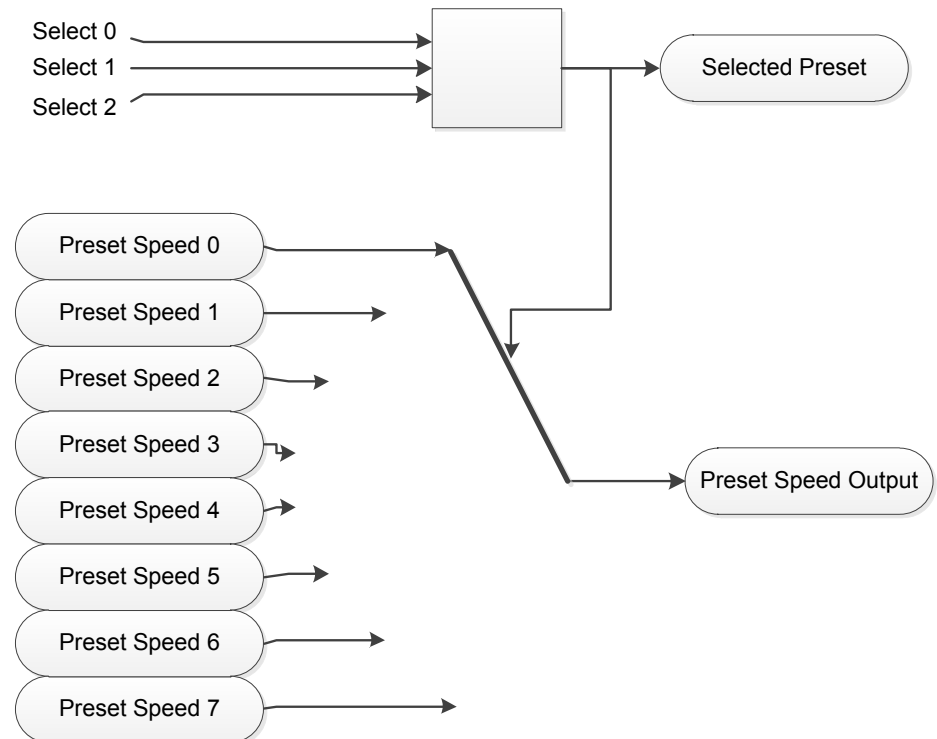 Select 0
Select 1
Select 2
Selected Preset
Preset Speed 0
Preset Speed 1
Preset Speed 2
Preset Speed 3
Preset Speed 4
Preset Speed Output
Preset Speed 5
Preset Speed 6
Preset Speed 7